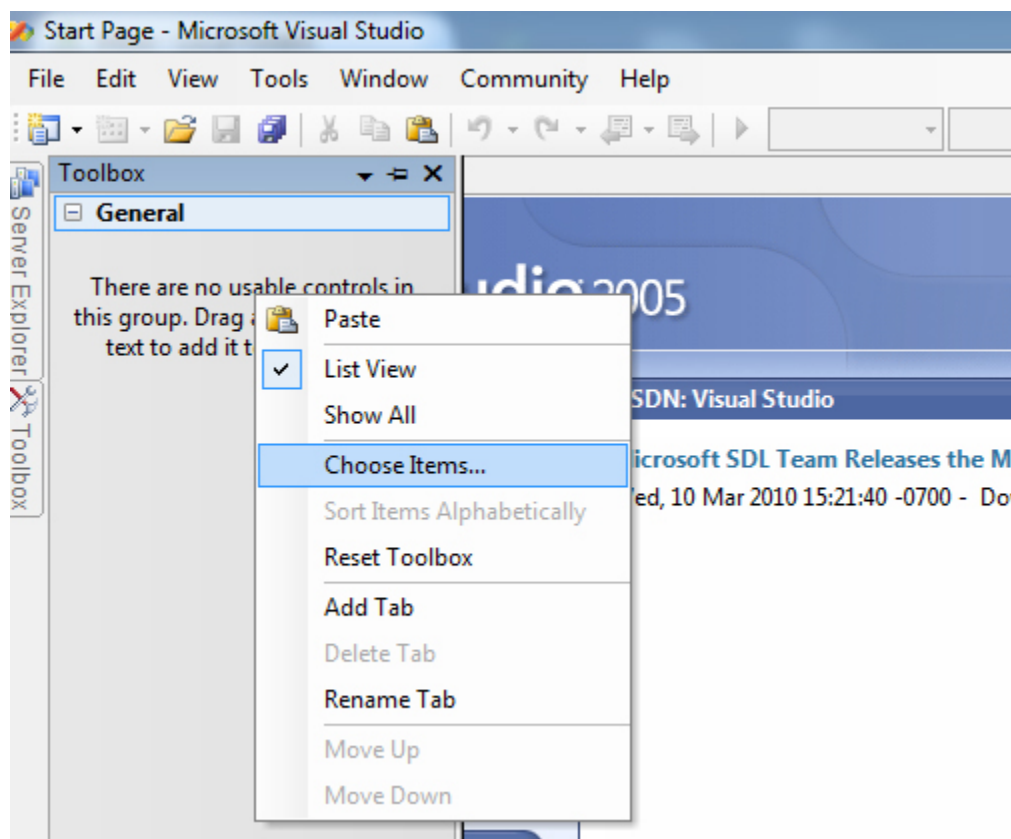 Start Page - Microsoft Visual Studio
File Edit View Tools Window Community Help
Toolbox
General
There are no usable controls in
this group. Drag
text to add it
Server Explorer
Toolbox
2005
Paste
List View
Show All
Choose Items...
Sort Items Alphabetically
Reset Toolbox
Add Tab
Delete Tab
Rename Tab
Move Up
Move Down
SDN: Visual Studio
icrosoft SDL Team Releases the M
ed, 10 Mar 2010 15:21:40 -0700 - Do